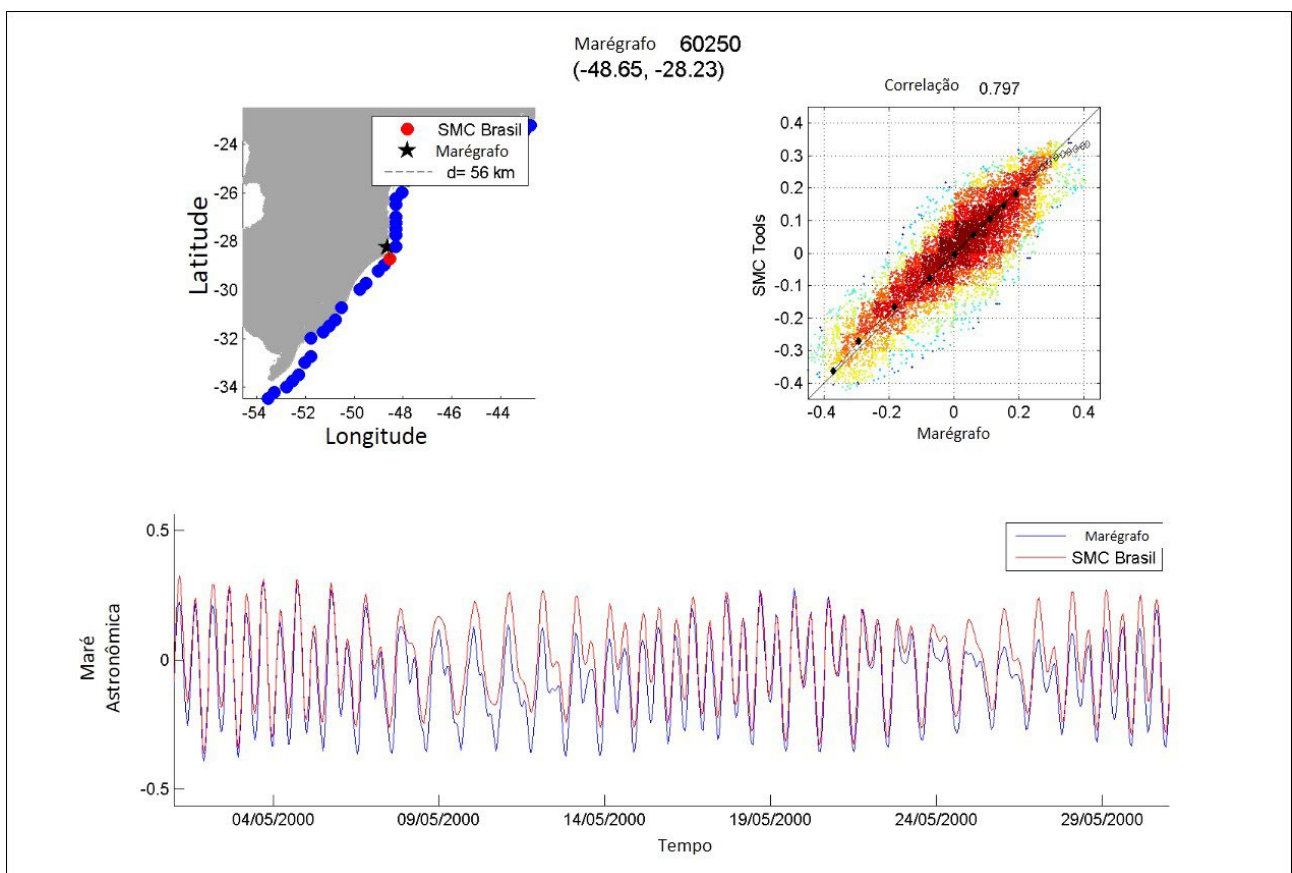 Marégrafo 60250
(-48.65, -28.23)
SMC Brasil
Marégrafo
d= 56 km
Latitude
-24
-26
-28
-30
-32
-34
-54 -52 -50 -48 -46 -44
Longitude
Correlação 0.797
SMC Tools
0.4
0.3
0.2
0.1
0
-0.1
-0.2
-0.3
-0.4
-0.4 -0.2 0 0.2 0.4
Marégrafo
Maré
Astronômica
0.5
0
-0.5
Marégrafo
SMC Brasil
04/05/2000 09/05/2000 14/05/2000 19/05/2000 24/05/2000 29/05/2000
Tempo